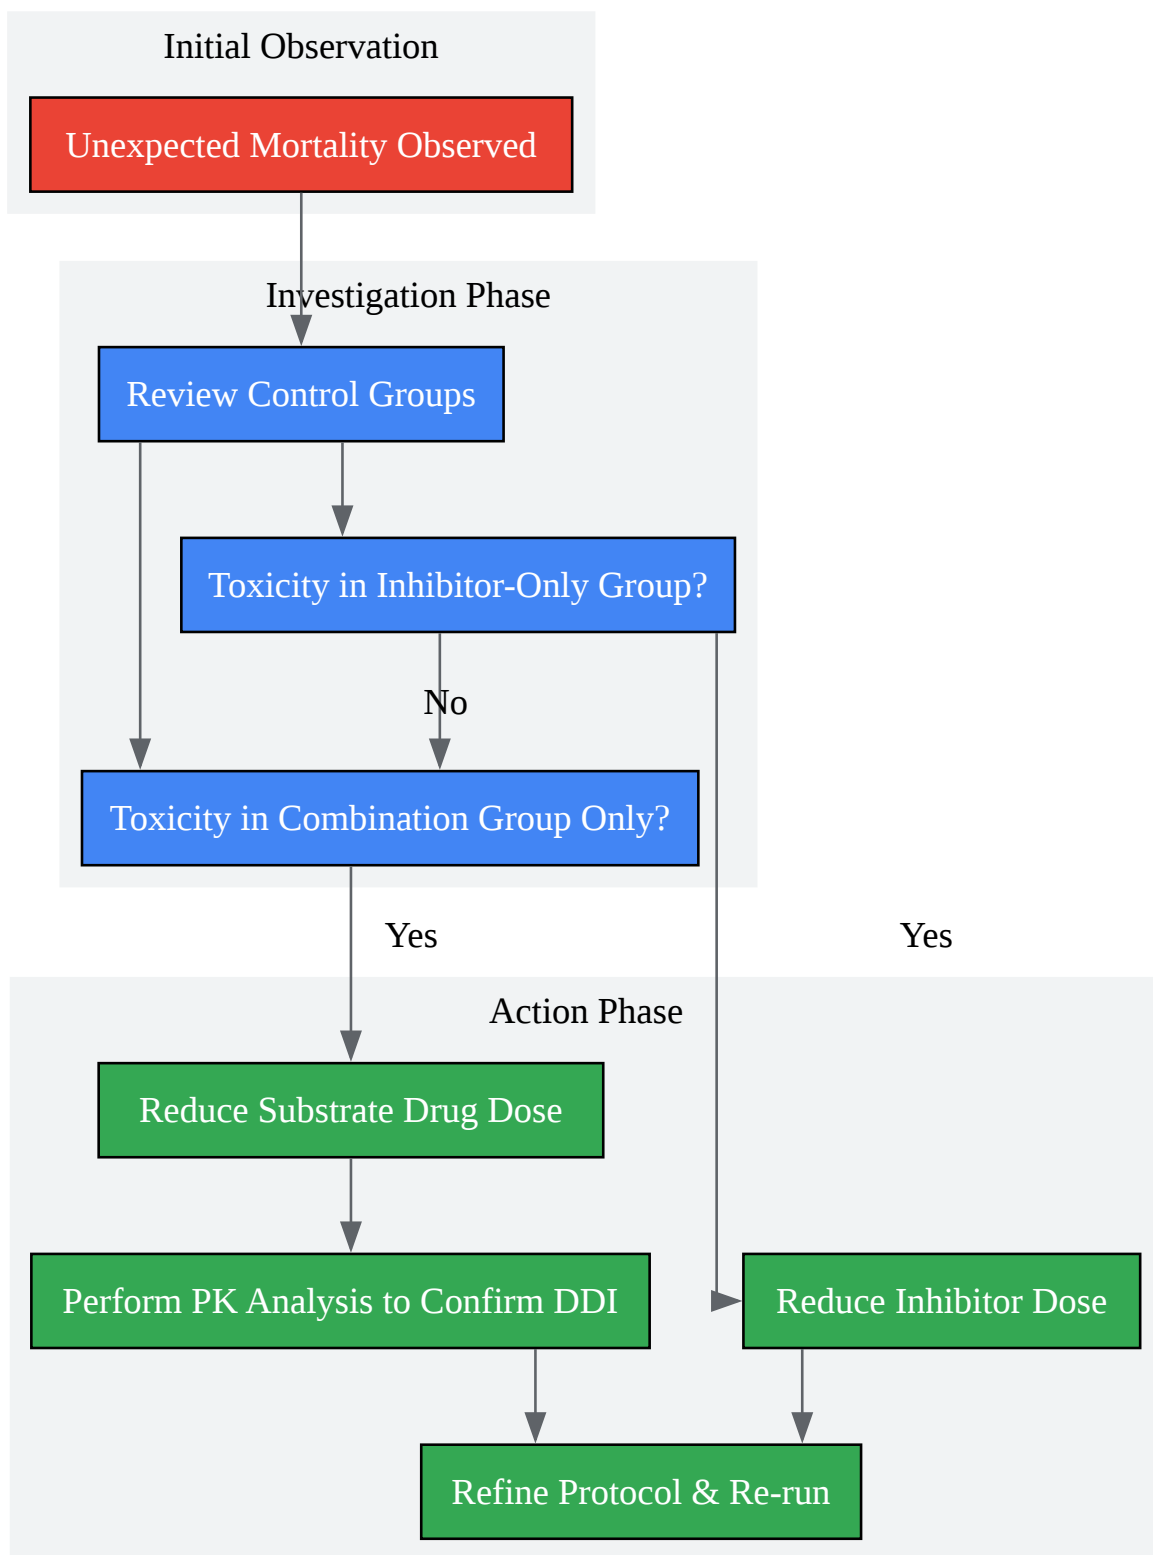 Initial Observation
Unexpected Mortality Observed
Investigation Phase
Review Control Groups
Toxicity in Inhibitor-Only Group?
No
Toxicity in Combination Group Only?
Yes
Yes
Action Phase
Reduce Substrate Drug Dose
Perform PK Analysis to Confirm DDI
Reduce Inhibitor Dose
Refine Protocol & Re-run